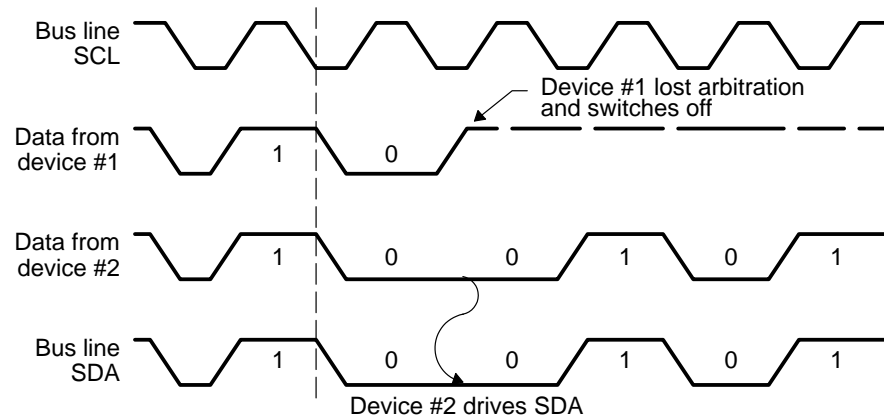 Bus line
SCL
Device #1 lost arbitration
and switches off
Data from
device #1
1 0
Data from
device #2
1 0 0 1 0 1
Bus line
SDA
1 0 0 1 0 1
Device #2 drives SDA